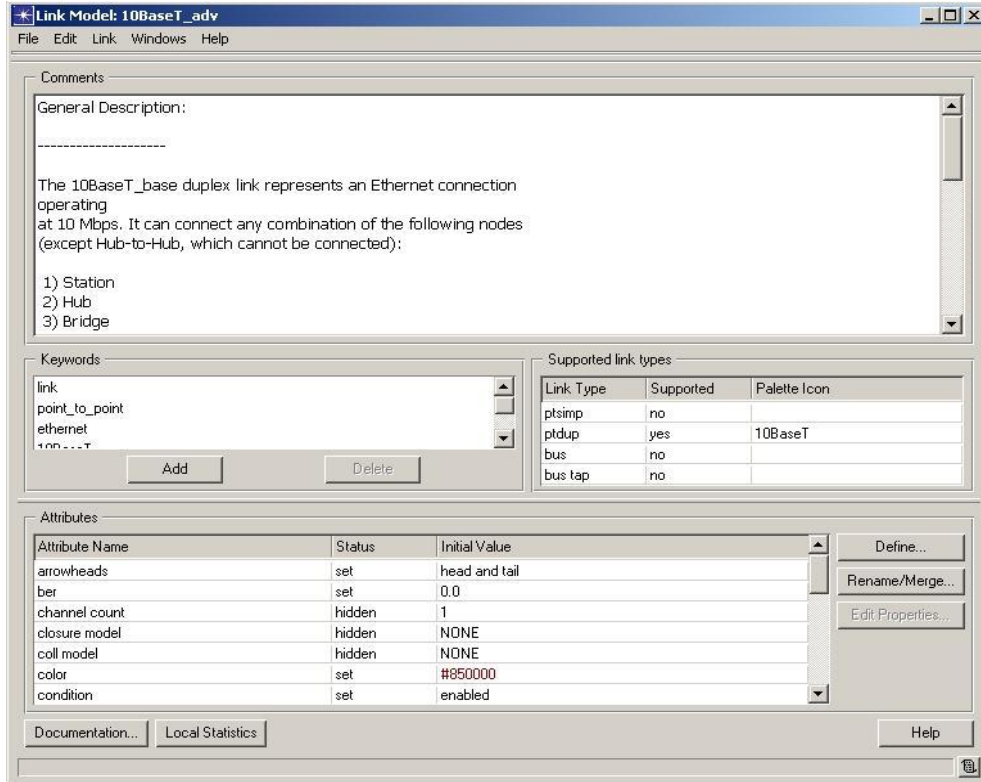 Link Model: 10BaseT_adv
File Edit Link Windows Help
Comments
General Description:
--------------------
The 10BaseT_base duplex link represents an Ethernet connection
operating
at 10 Mbps. It can connect any combination of the following nodes
(except Hub-to-Hub, which cannot be connected):
1) Station
2) Hub
3) Bridge
Keywords
link
point_to_point
ethernet
10BaseT
Add Delete
Supported link types
Link Type Supported Palette Icon
ptsimp no
ptdup yes 10BaseT
bus no
bus tap no
Attributes
Attribute Name Status Initial Value
arrowheads set head and tail
ber set 0.0
channel count hidden 1
closure model hidden NONE
coll model hidden NONE
color set #850000
condition set enabled
Define...
Rename/Merge...
Edit Properties...
Documentation... Local Statistics Help